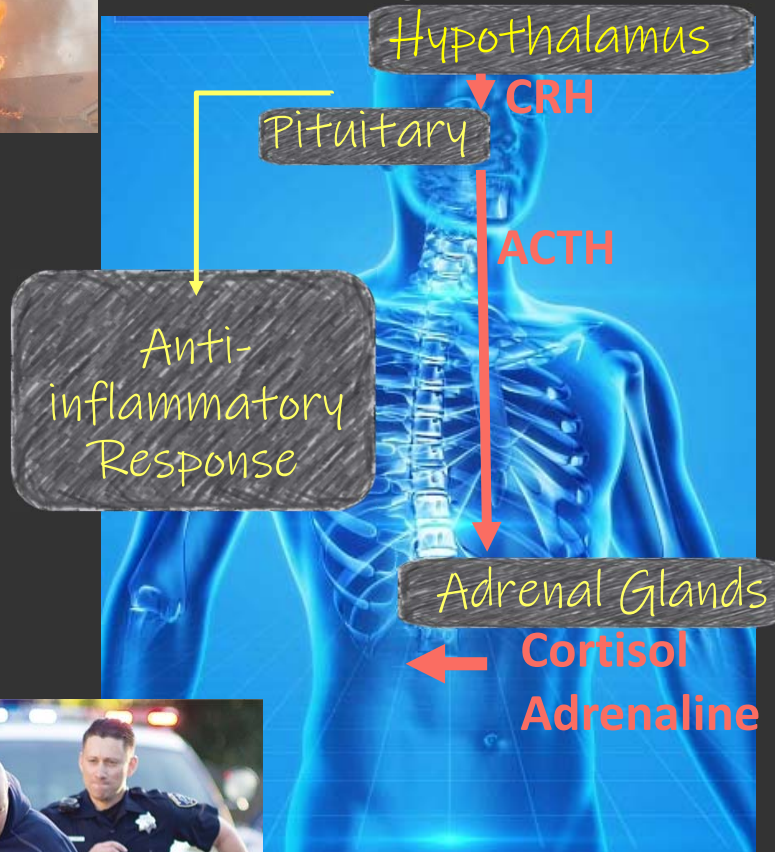 Hypothalamus
CRH
Pituitary
ACTH
Anti-
inflammatory
Response
Adrenal Glands
Cortisol
Adrenaline